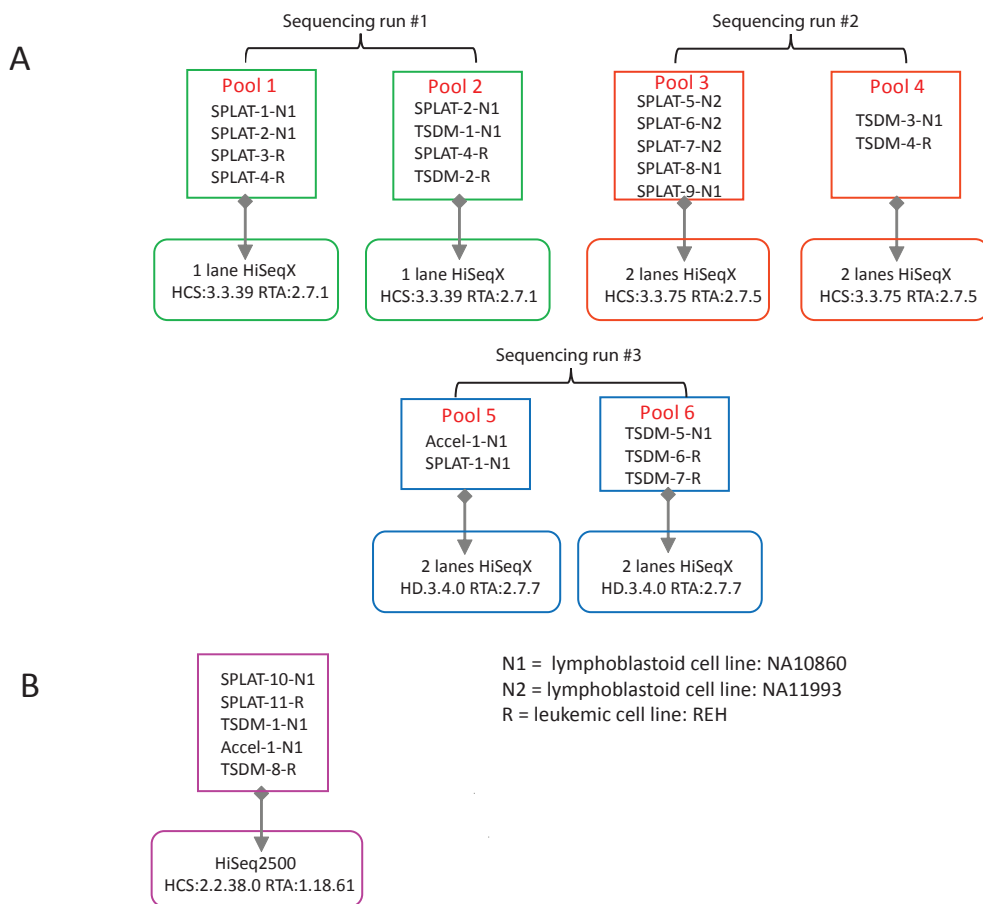 A
Sequencing run #1
Pool 1
SPLAT-1-N1
SPLAT-2-N1
SPLAT-3-R
SPLAT-4-R
1 lane HiSeqX
HCS:3.3.39 RTA:2.7.1
Pool 2
SPLAT-2-N1
TSDM-1-N1
SPLAT-4-R
TSDM-2-R
1 lane HiSeqX
HCS:3.3.39 RTA:2.7.1
Sequencing run #2
Pool 3
SPLAT-5-N2
SPLAT-6-N2
SPLAT-7-N2
SPLAT-8-N1
SPLAT-9-N1
2 lanes HiSeqX
HCS:3.3.75 RTA:2.7.5
Pool 4
TSDM-3-N1
TSDM-4-R
2 lanes HiSeqX
HCS:3.3.75 RTA:2.7.5
Sequencing run #3
Pool 5
Accel-1-N1
SPLAT-1-N1
2 lanes HiSeqX
HD.3.4.0 RTA:2.7.7
Pool 6
TSDM-5-N1
TSDM-6-R
TSDM-7-R
2 lanes HiSeqX
HD.3.4.0 RTA:2.7.7
B
SPLAT-10-N1
SPLAT-11-R
TSDM-1-N1
Accel-1-N1
TSDM-8-R
HiSeq2500
HCS:2.2.38.0 RTA:1.18.61
N1 = lymphoblastoid cell line: NA10860
N2 = lymphoblastoid cell line: NA11993
R = leukemic cell line: REH